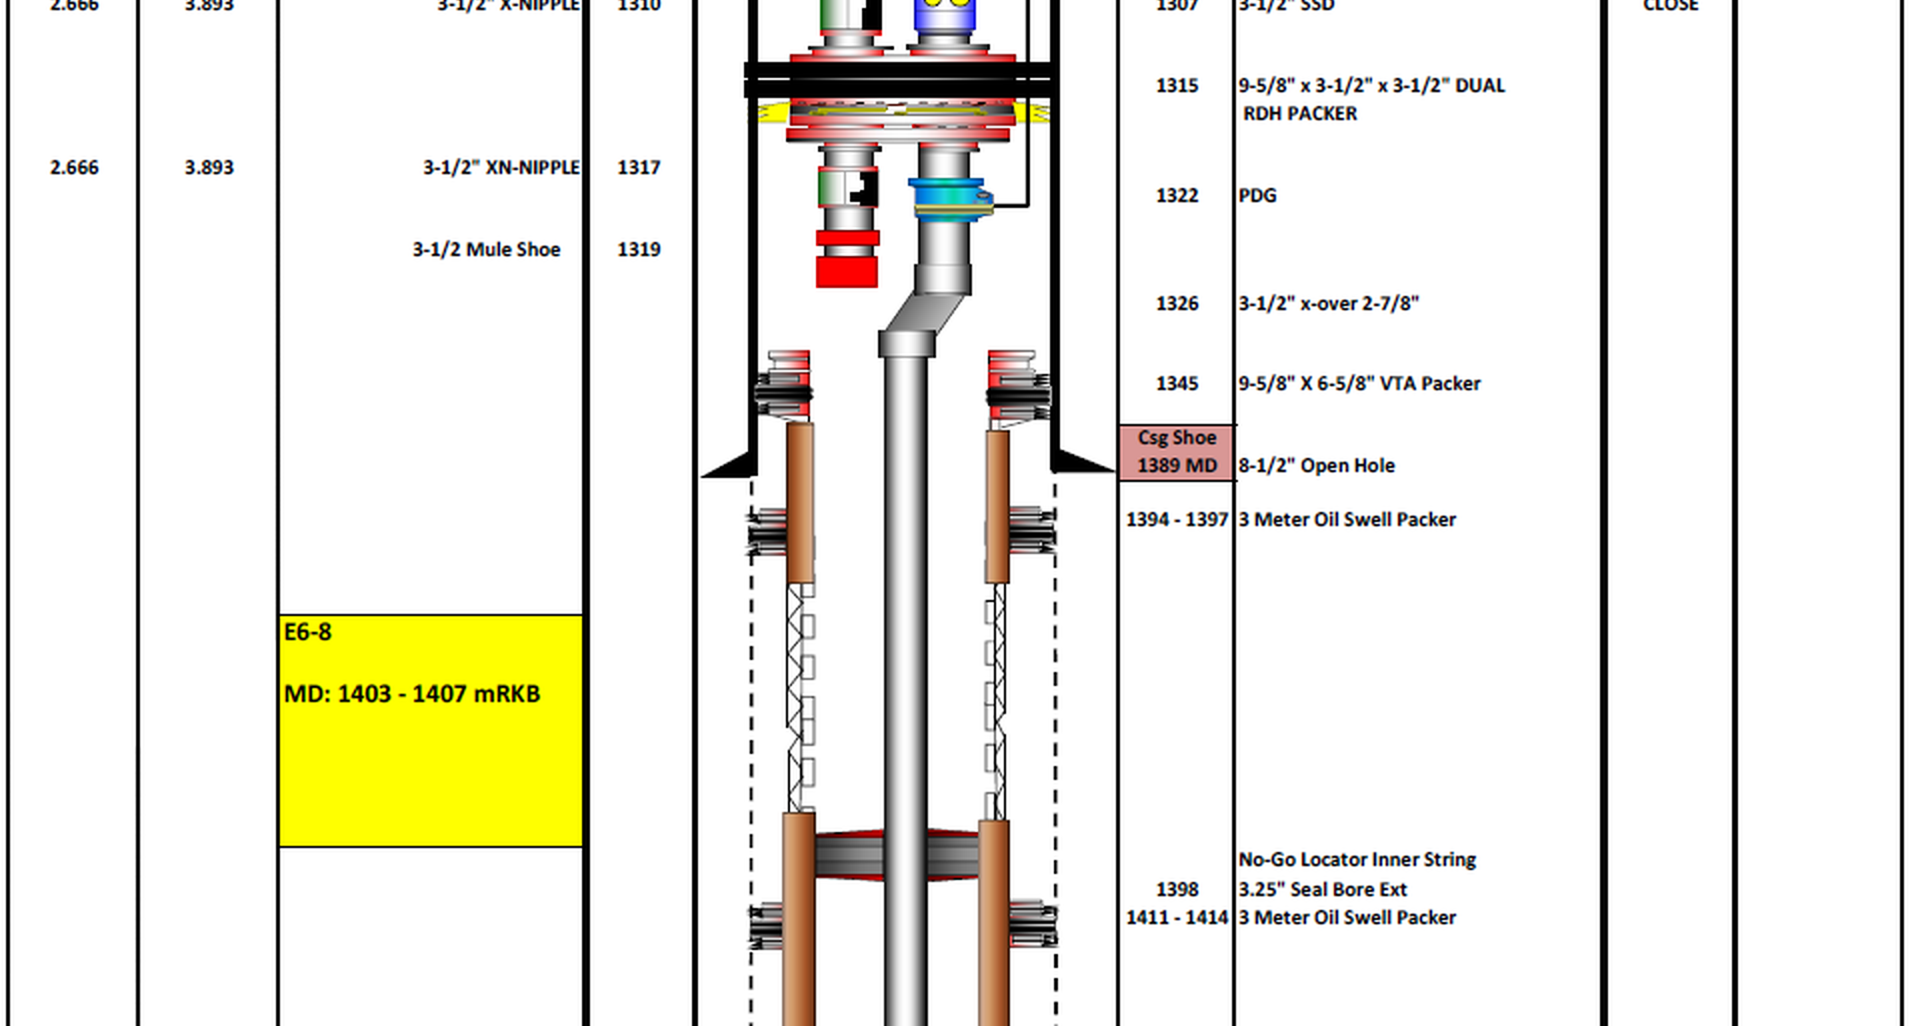 2.666 3.893 3-1/2" X-NIPPLE 1310 1307 3-1/2" SSD CLOSE
1315 9-5/8" x 3-1/2" x 3-1/2" DUAL
RDH PACKER
2.666 3.893 3-1/2" XN-NIPPLE 1317
1322 PDG
3-1/2 Mule Shoe 1319
1326 3-1/2" x-over 2-7/8"
1345 9-5/8" X 6-5/8" VTA Packer
Csg Shoe
1389 MD 8-1/2" Open Hole
1394 - 1397 3 Meter Oil Swell Packer
E6-8
MD: 1403 - 1407 mRKB
No-Go Locator Inner String
1398 3.25" Seal Bore Ext
1411 - 1414 3 Meter Oil Swell Packer